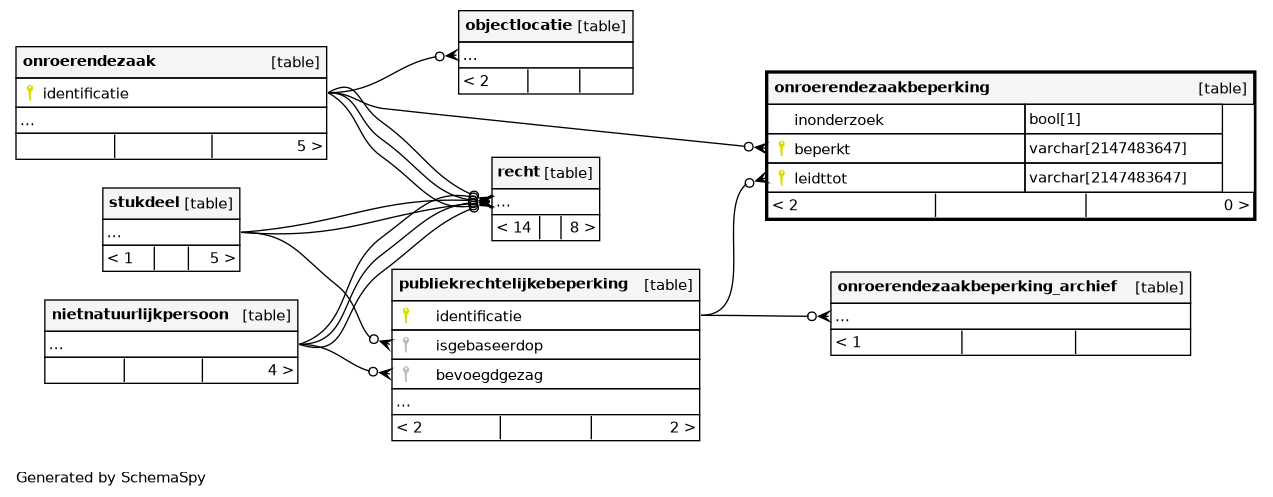 onroerendezaak [table]
identificatie
...
5 >
objectlocatie [table]
...
< 2
onroerendezaakbeperking [table]
inonderzoek bool[1]
beperkt varchar[2147483647]
leidttot varchar[2147483647]
< 2 0 >
recht [table]
...
< 14 8 >
stukdeel [table]
...
< 1 5 >
publiekrechtelijkebeperking [table]
identificatie
isgebaseerdop
bevoegdgezag
...
< 2 2 >
onroerendezaakbeperking_archief [table]
...
< 1
nietnatuurlijkpersoon [table]
...
4 >
Generated by SchemaSpy